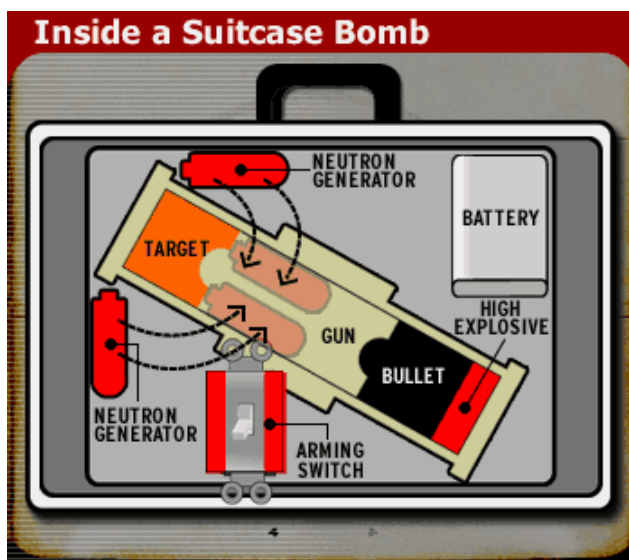 Inside a Suitcase Bomb
NEUTRON
GENERATOR
BATTERY
TARGET
HIGH
EXPLOSIVE
GUN
BULLET
NEUTRON
GENERATOR
ARMING
SWITCH